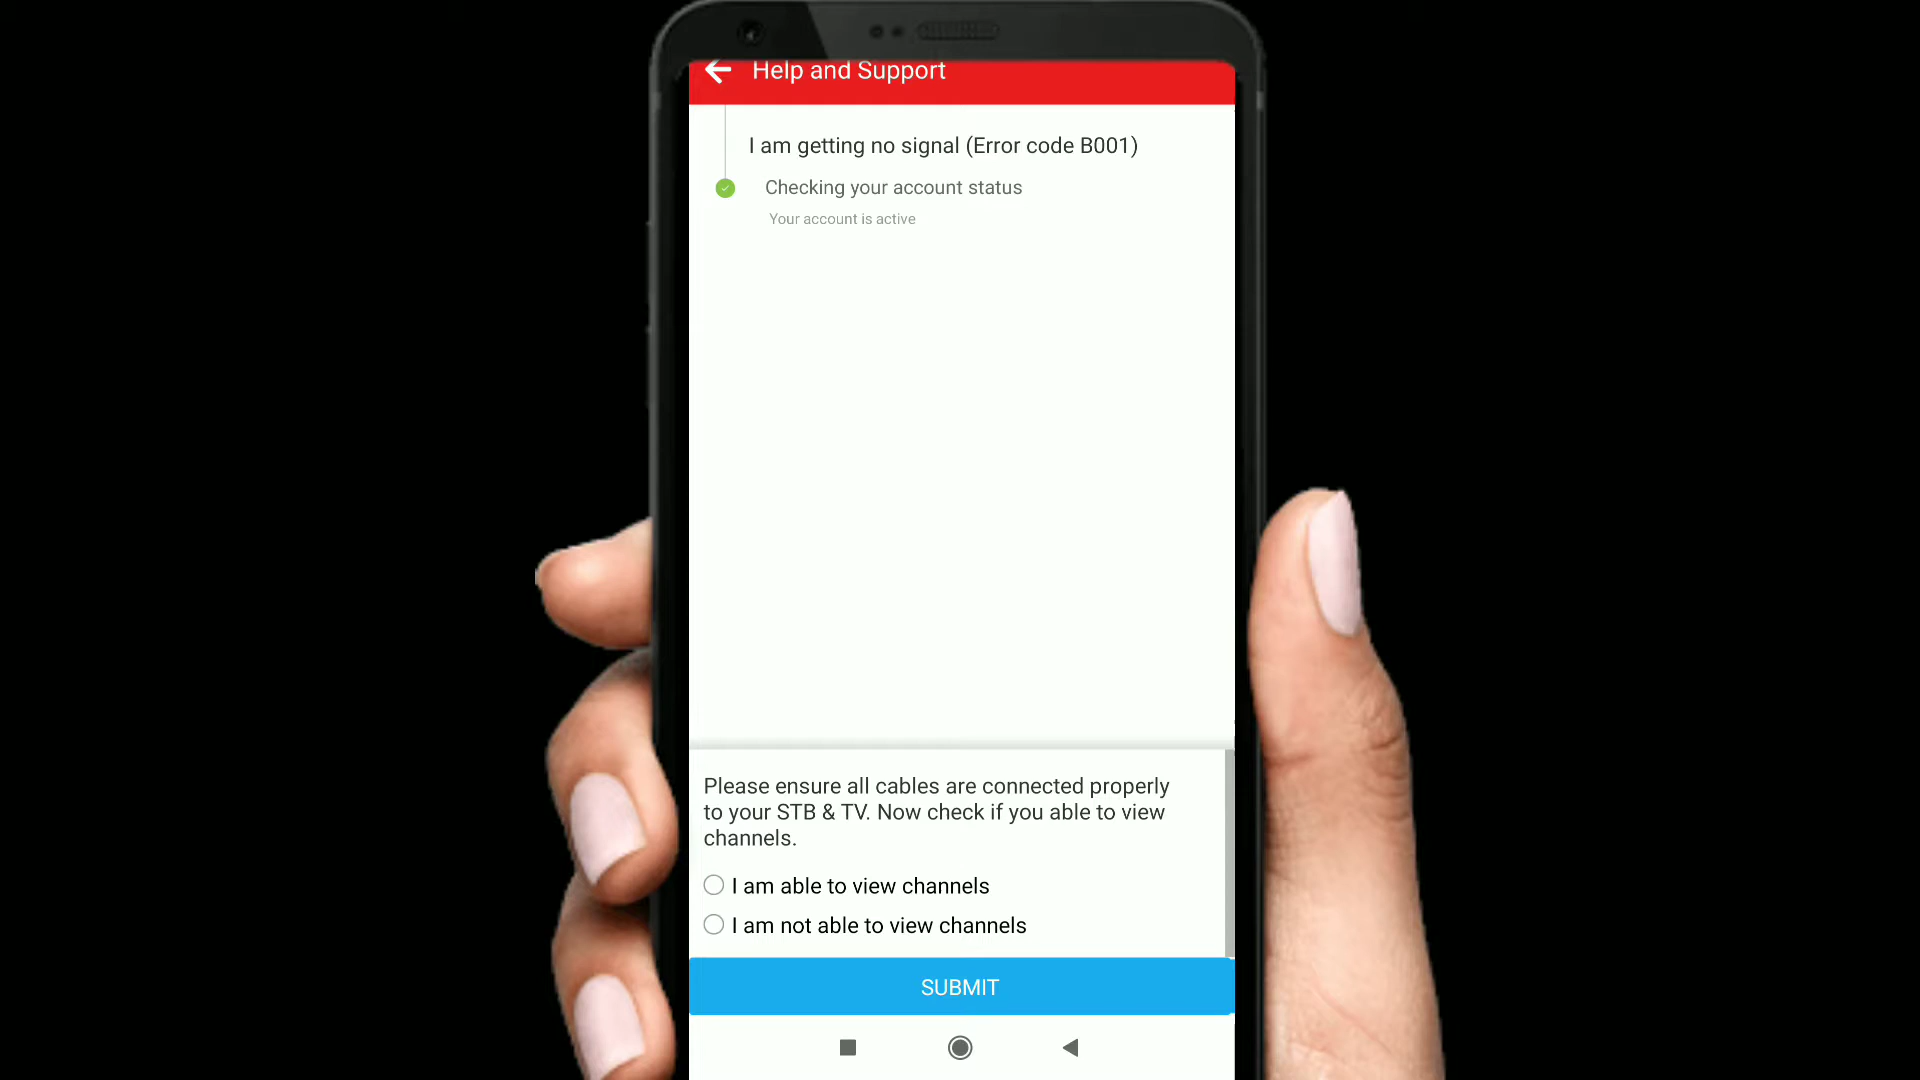 Help and Support
I am getting no signal (Error code B001)
Checking your account status
Your account is active
Please ensure all cables are connected properly
to your STB & TV. Now check if you able to view
channels.
I am able to view channels
I am not able to view channels
SUBMIT